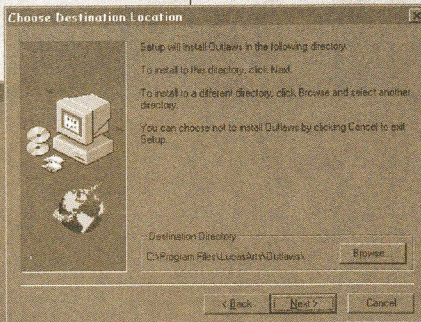 Choose Destination Location
Setup will install Outlaws in the following directory.
To install to this directory, click Next.
To install to a different directory, click Browse and select another
directory.
You can choose not to install Outlaws by clicking Cancel to exit
Setup.
Destination Directory
C:\Program Files\LucasArts\Outlaws\
Browse...
< Back
Next >
Cancel